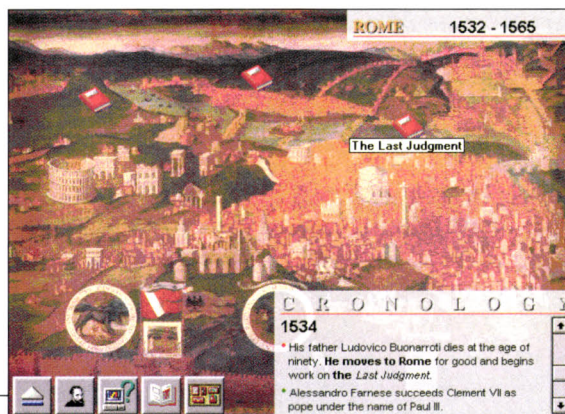 ROME 1532 - 1565
The Last Judgment
CRONOLOGY
1534
* His father Ludovico Buonarroti dies at the age of
ninety. He moves to Rome for good and begins
work on the Last Judgment.
* Alessandro Farnese succeeds Clement VII as
pope under the name of Paul III.